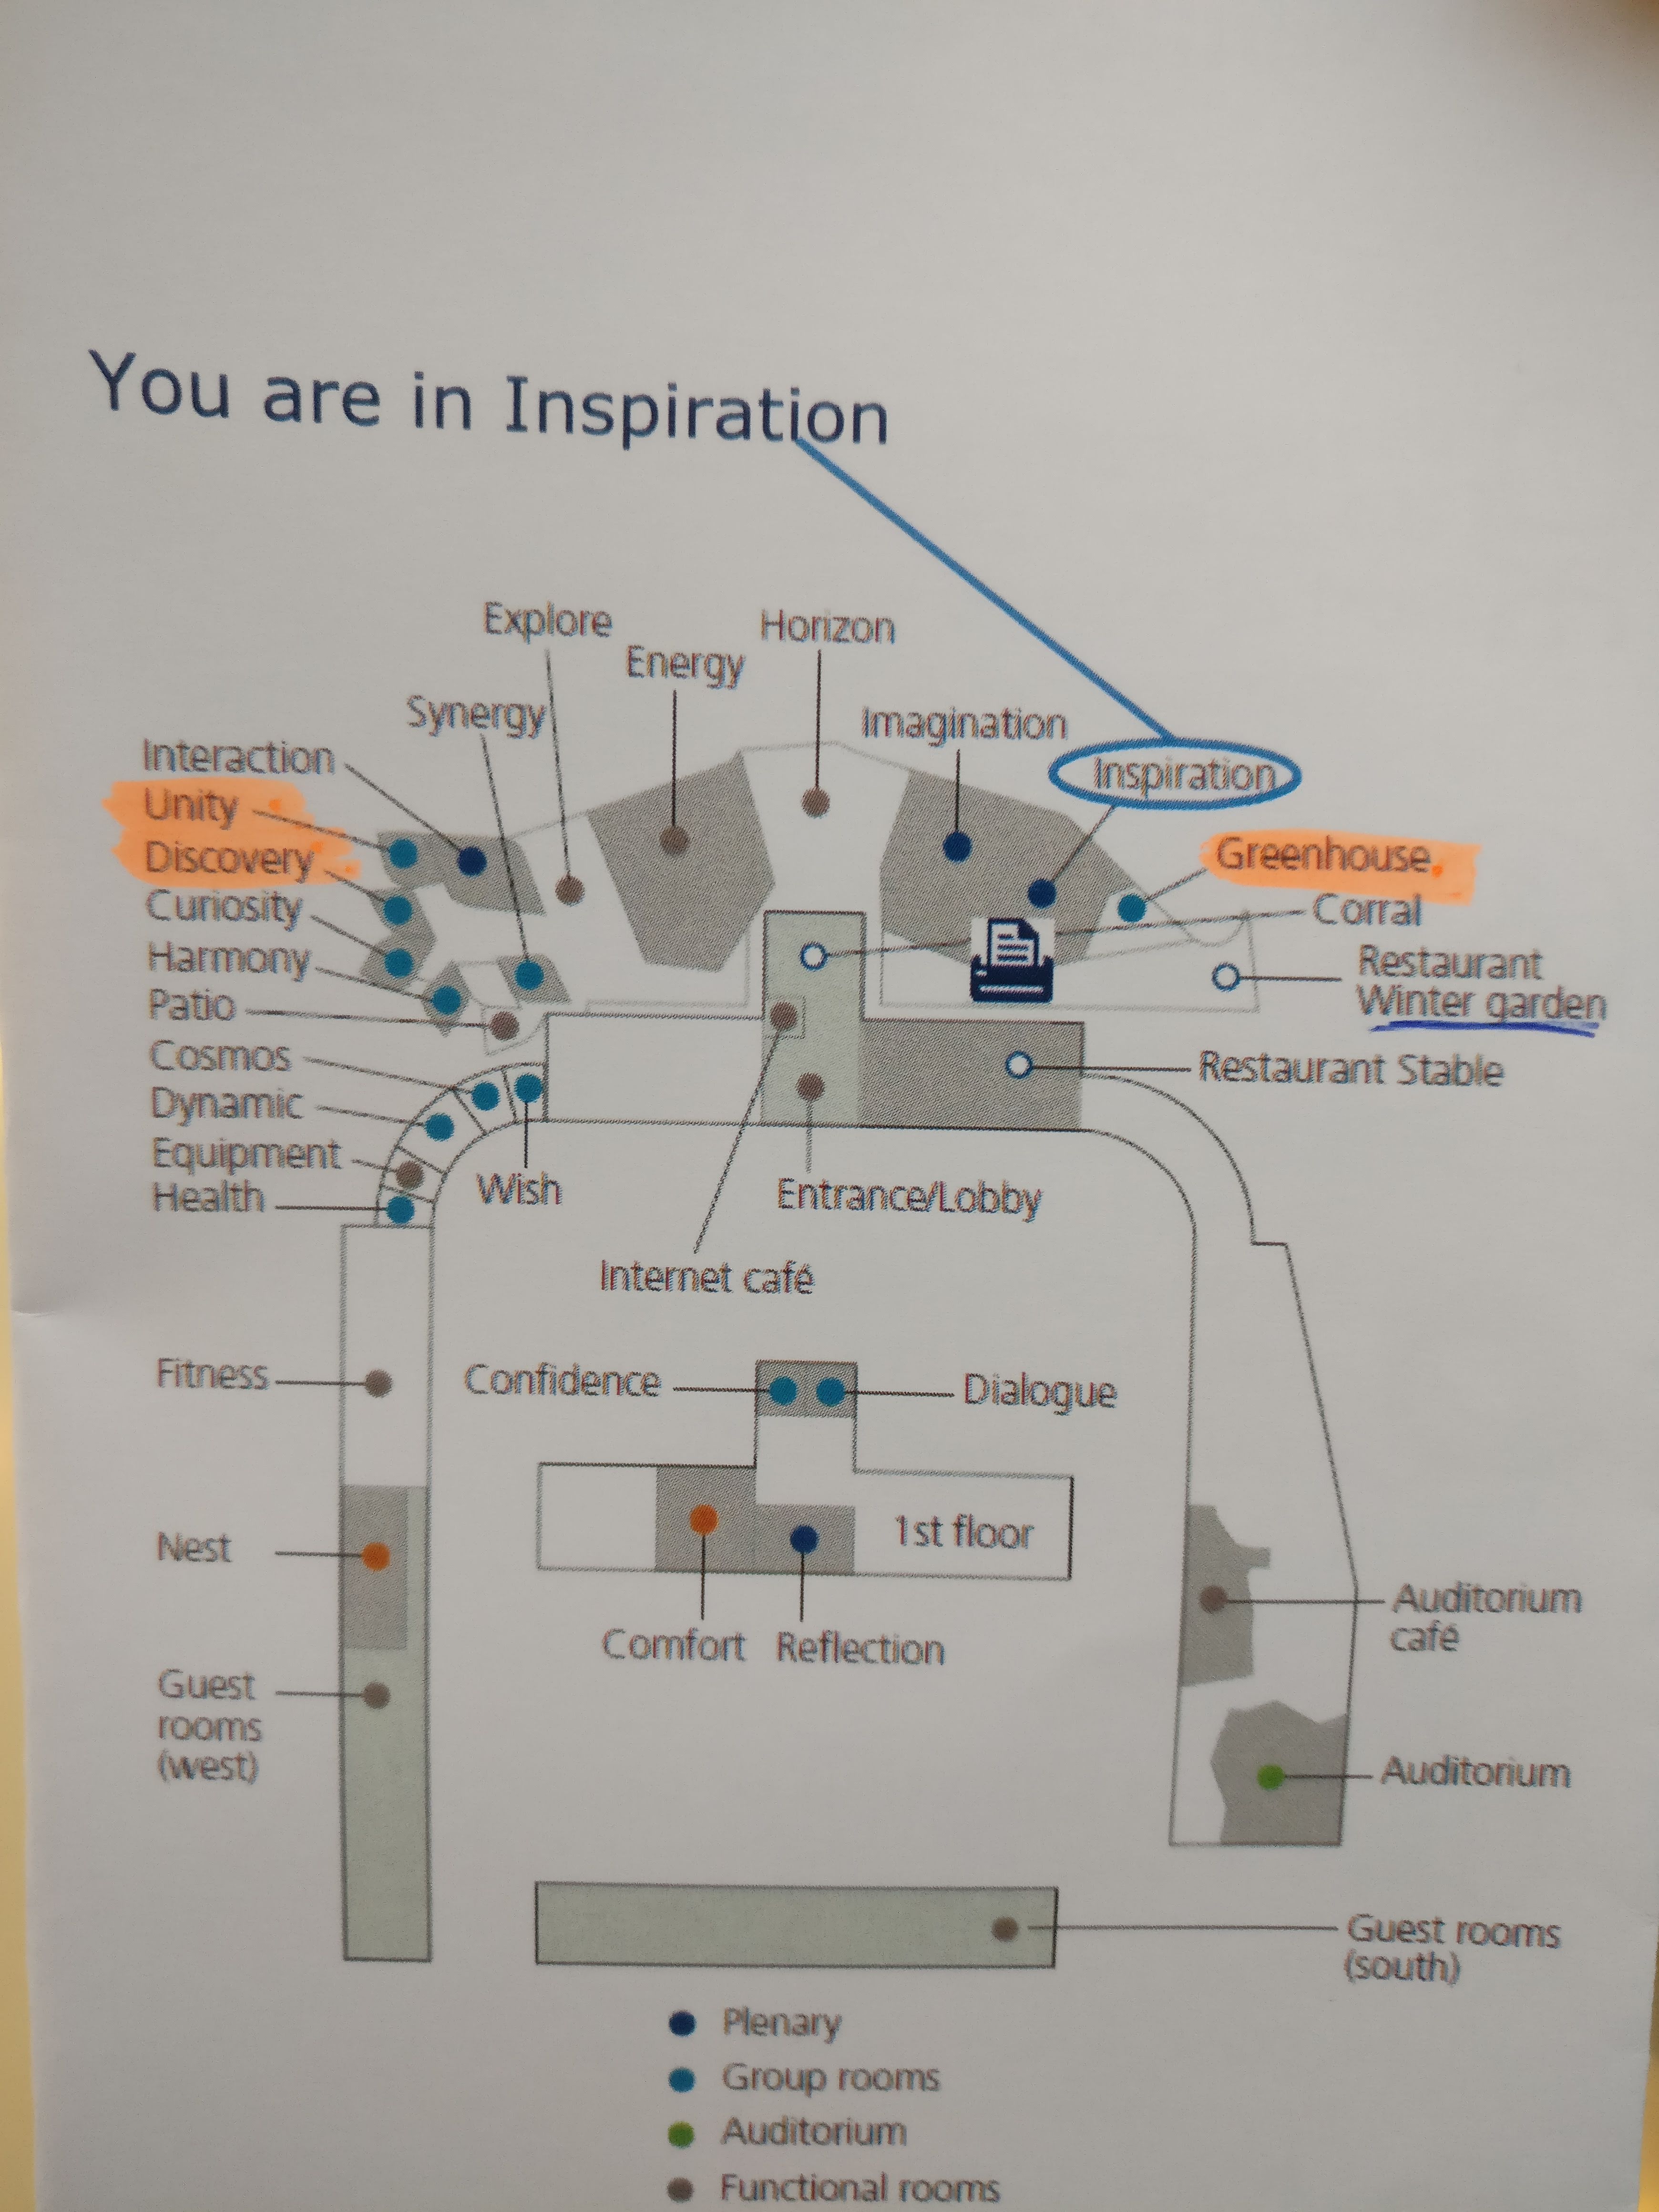 You are in Inspiration
Explore
Horizon
Energy
Synergy
Imagination
Interaction
Inspiration
Unity
Discovery
Greenhouse
Curiosity
Corral
Harmony
Restaurant
Winter garden
Patio
Cosmos
Restaurant Stable
Dynamic
Equipment
Health
Wish
Entrance/Lobby
Internet café
Fitness
Confidence
Dialogue
Nest
1st floor
Auditorium
café
Comfort
Reflection
Guest
rooms
(west)
Auditorium
Guest rooms
(south)
Plenary
Group rooms
Auditorium
Functional rooms